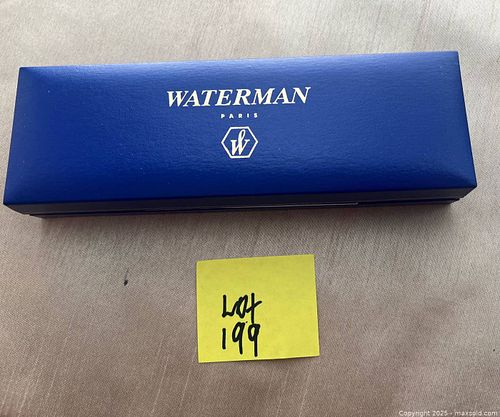 WATERMAN
PARIS
W
Lot
199
Copyright 2025 - maxsold.com